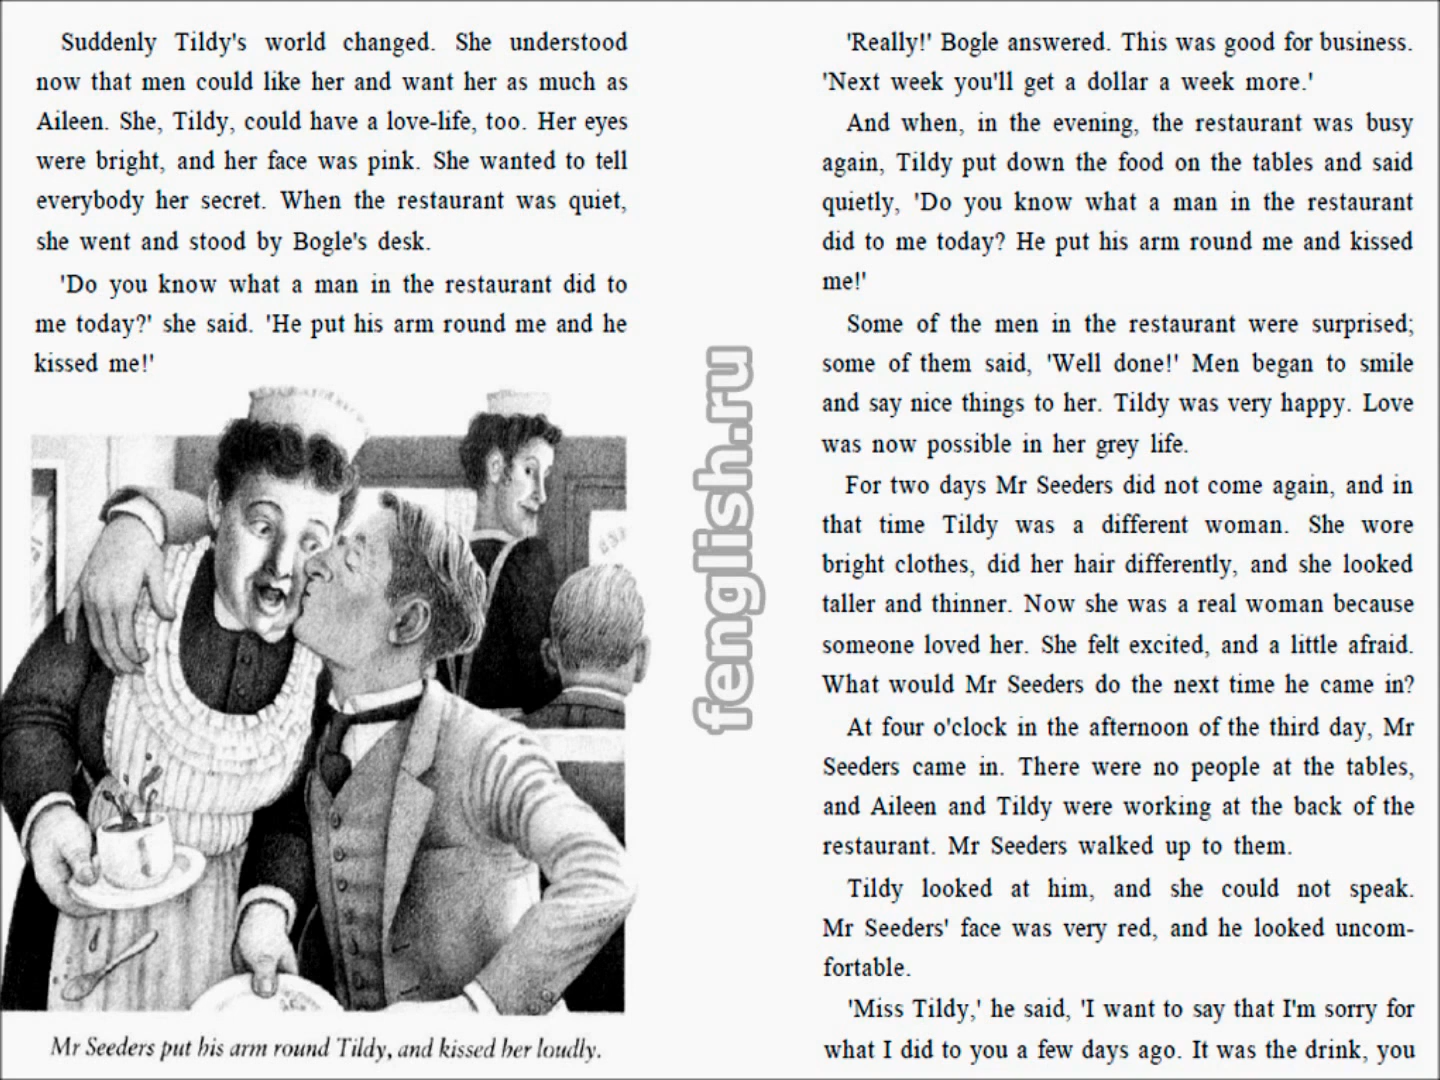 Suddenly Tildy's world changed. She understood
now that men could like her and want her as much as
Aileen. She, Tildy, could have a love-life, too. Her eyes
were bright, and her face was pink. She wanted to tell
everybody her secret. When the restaurant was quiet,
she went and stood by Bogle's desk.
'Do you know what a man in the restaurant did to
me today?' she said. 'He put his arm round me and he
kissed me!'
Mr Seeders put his arm round Tildy, and kissed her loudly.
fenglish.ru
'Really!' Bogle answered. This was good for business.
'Next week you'll get a dollar a week more.'
And when, in the evening, the restaurant was busy
again, Tildy put down the food on the tables and said
quietly, 'Do you know what a man in the restaurant
did to me today? He put his arm round me and kissed
me!'
Some of the men in the restaurant were surprised;
some of them said, 'Well done!' Men began to smile
and say nice things to her. Tildy was very happy. Love
was now possible in her grey life.
For two days Mr Seeders did not come again, and in
that time Tildy was a different woman. She wore
bright clothes, did her hair differently, and she looked
taller and thinner. Now she was a real woman because
someone loved her. She felt excited, and a little afraid.
What would Mr Seeders do the next time he came in?
At four o'clock in the afternoon of the third day, Mr
Seeders came in. There were no people at the tables,
and Aileen and Tildy were working at the back of the
restaurant. Mr Seeders walked up to them.
Tildy looked at him, and she could not speak.
Mr Seeders' face was very red, and he looked uncom-
fortable.
'Miss Tildy,' he said, 'I want to say that I'm sorry for
what I did to you a few days ago. It was the drink, you